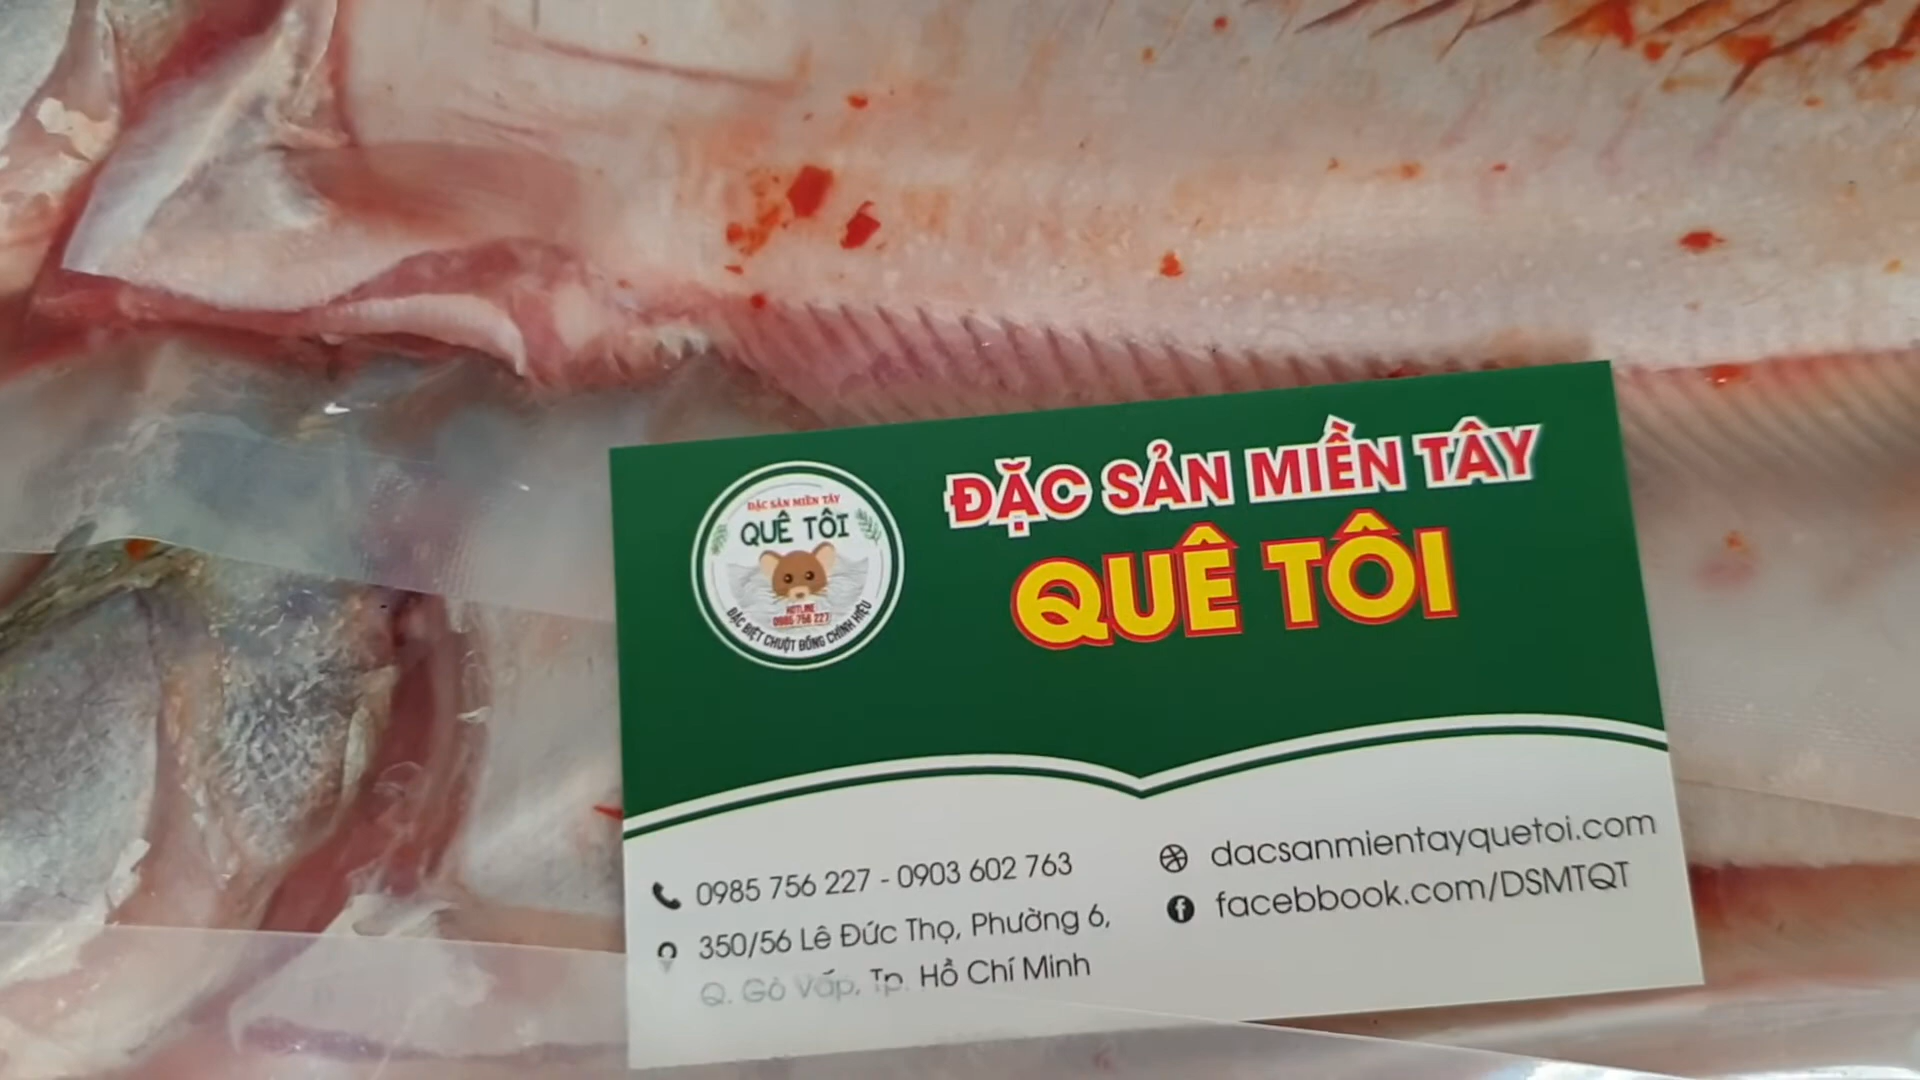 ĐẶC SẢN MIỀN TÂY
QUÊ TÔI
HOTLINE
0985 756 227
ĐẶC BIỆT CHUỘT ĐỒNG CHÍNH HIỆU
ĐẶC SẢN MIỀN TÂY
QUÊ TÔI
0985 756 227 - 0903 602 763
350/56 Lê Đức Thọ, Phường 6,
Q. Gò Vấp, Tp. Hồ Chí Minh
dacsanmientayquetoi.com
facebbook.com/DSMTQT